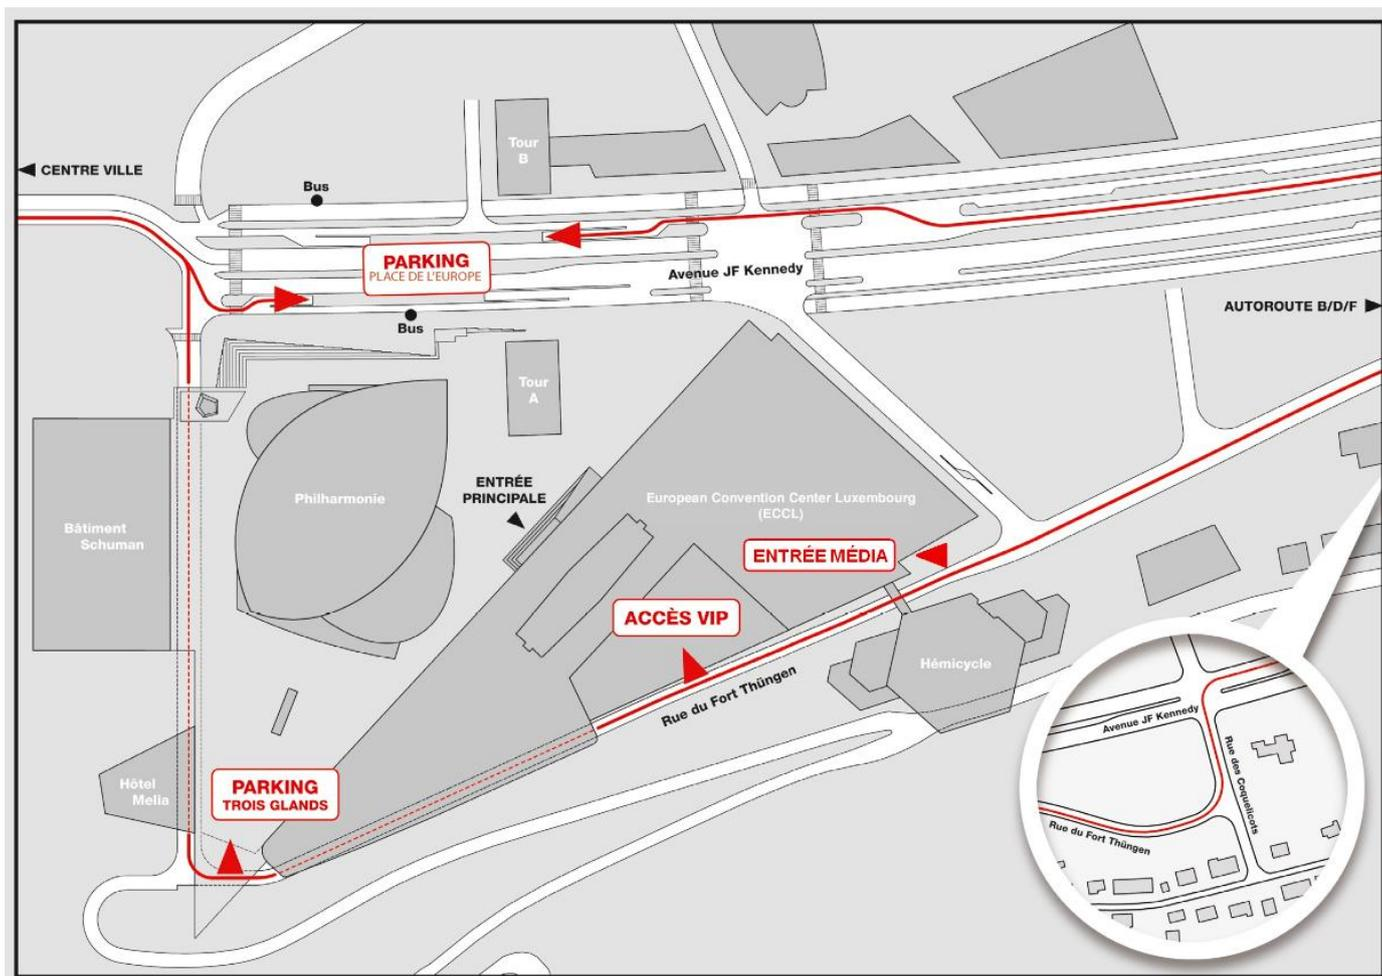 CENTRE VILLE
Bus
Tour
B
PARKING
PLACE DE L'EUROPE
Avenue JF Kennedy
AUTOROUTE B/D/F
Bus
Tour
A
ENTRÉE
PRINCIPALE
Philharmonie
European Convention Center Luxembourg
(ECCL)
Bâtiment
Schuman
ENTRÉE MÉDIA
ACCÈS VIP
Hémicycle
Rue du Fort Thüngen
Hôtel
Melia
PARKING
TROIS GLANDS
Avenue JF Kennedy
Rue des Coquelicots
Rue du Fort Thüngen